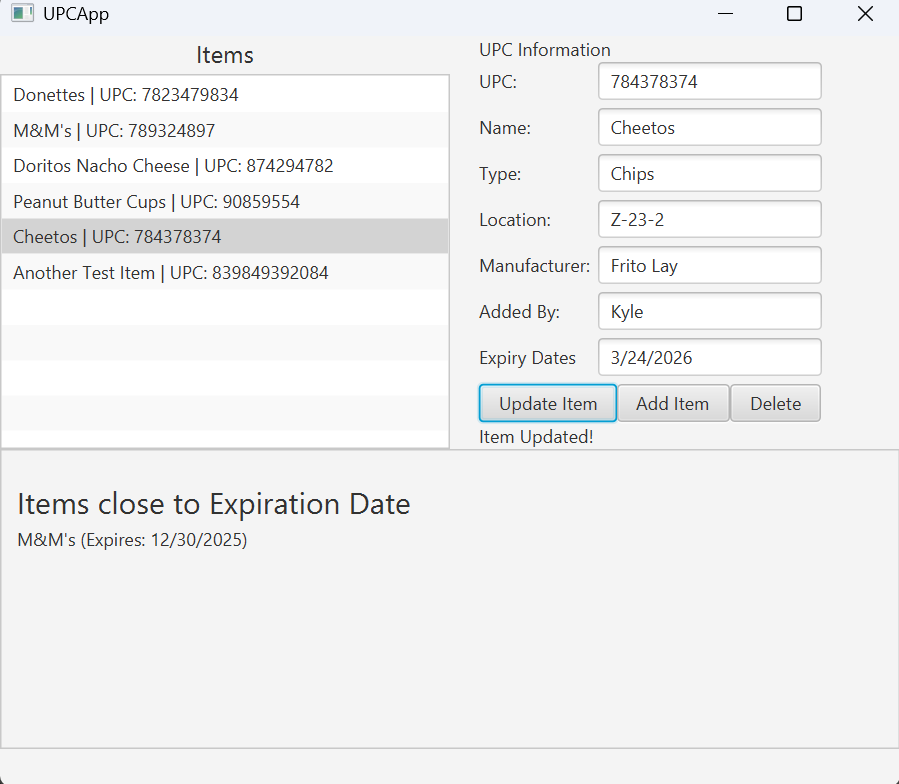 UPCApp
Items
Donettes | UPC: 7823479834
M&M's | UPC: 789324897
Doritos Nacho Cheese | UPC: 874294782
Peanut Butter Cups | UPC: 90859554
Cheetos | UPC: 784378374
Another Test Item | UPC: 839849392084
UPC Information
UPC: 784378374
Name: Cheetos
Type: Chips
Location: Z-23-2
Manufacturer: Frito Lay
Added By: Kyle
Expiry Dates 3/24/2026
Update Item Add Item Delete
Item Updated!
Items close to Expiration Date
M&M's (Expires: 12/30/2025)